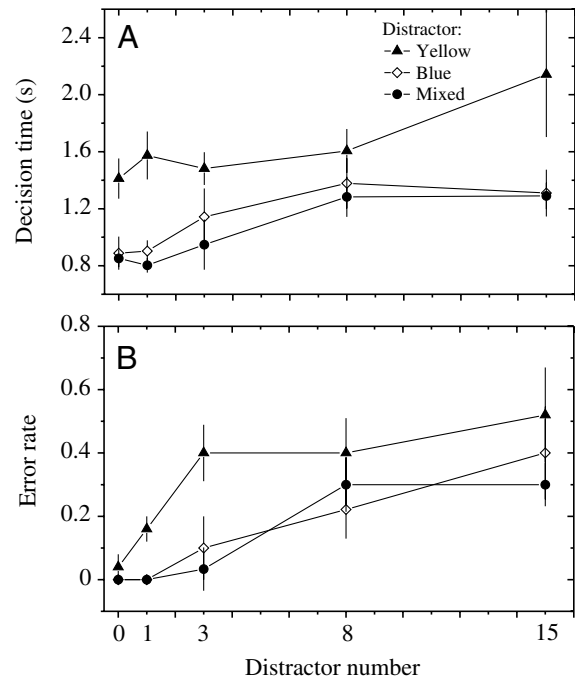 A
Distractor:
Yellow
Blue
Mixed
Decision time (s)
2.4
2.0
1.6
1.2
0.8
B
Error rate
0.8
0.6
0.4
0.2
0
0 1 3 8 15
Distractor number